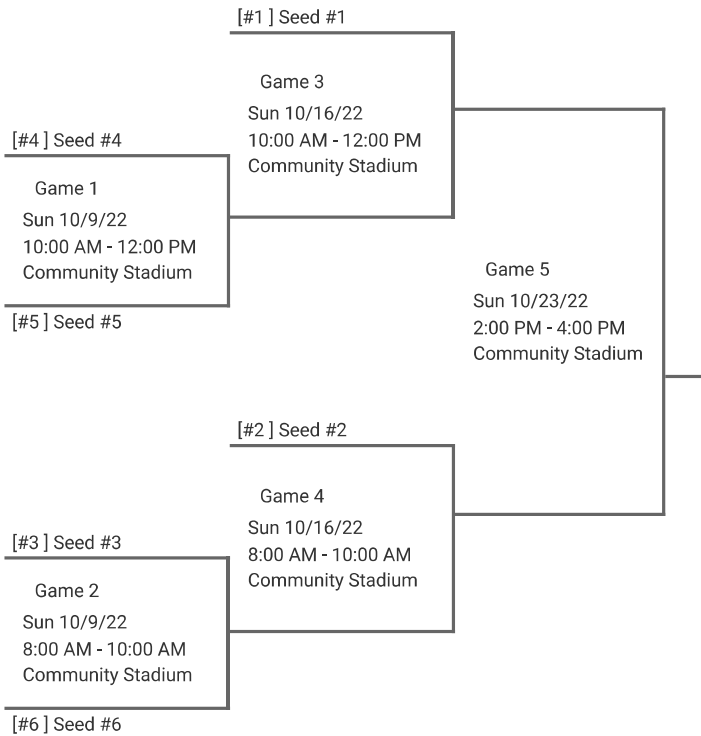 [#1 ] Seed #1
Game 3
Sun 10/16/22
10:00 AM - 12:00 PM
Community Stadium
[#4 ] Seed #4
Game 1
Sun 10/9/22
10:00 AM - 12:00 PM
Community Stadium
[#5 ] Seed #5
Game 5
Sun 10/23/22
2:00 PM - 4:00 PM
Community Stadium
[#2 ] Seed #2
Game 4
Sun 10/16/22
8:00 AM - 10:00 AM
Community Stadium
[#3 ] Seed #3
Game 2
Sun 10/9/22
8:00 AM - 10:00 AM
Community Stadium
[#6 ] Seed #6